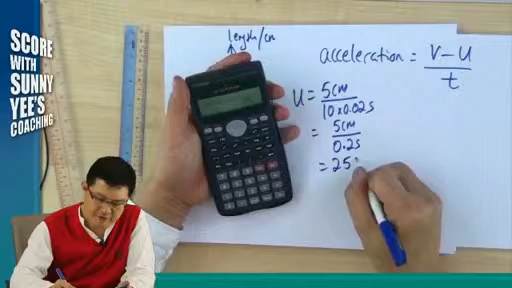 SCORE
WITH
SUNNY
YEE'S
COACHING
length/cm
acceleration = V-U
t
U = 5cm
10×0.02s
= 5cm
0.2s
= 25